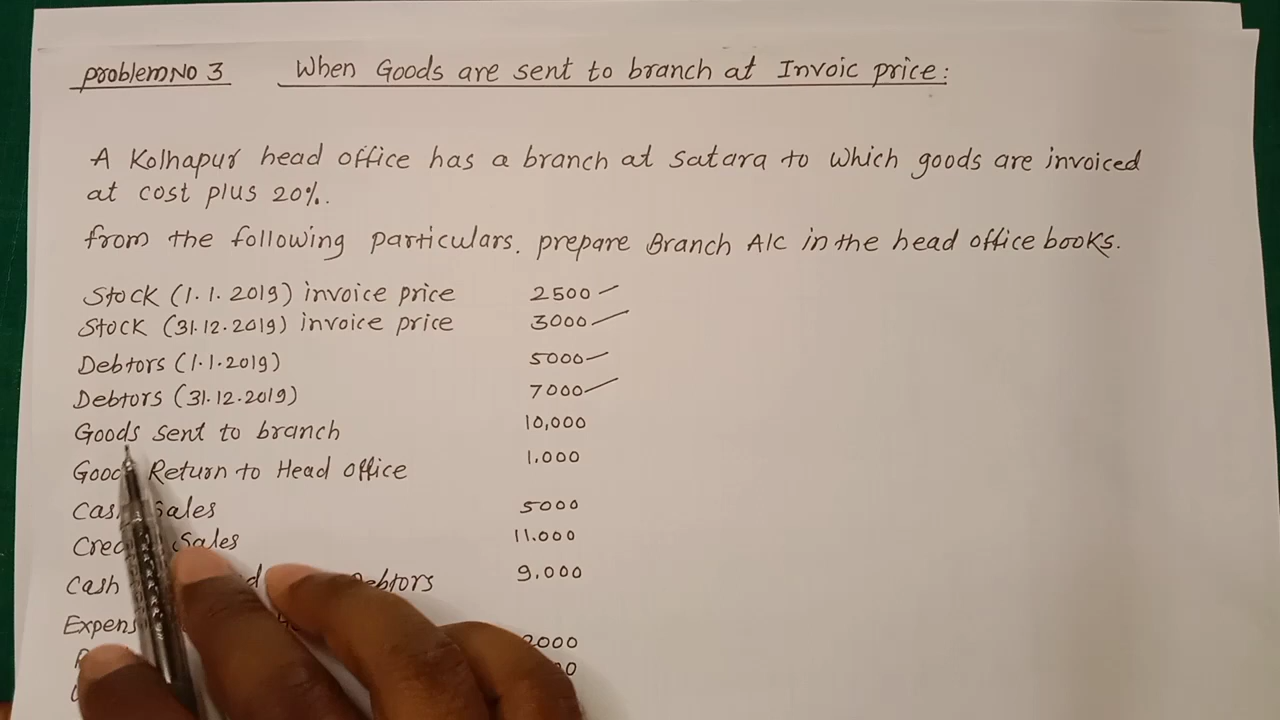 problem No 3 When Goods are sent to branch at Invoic price:
A Kolhapur head office has a branch at Satara to which goods are invoiced
at cost plus 20%.
from the following particulars. prepare Branch A/C in the head office books.
Stock (1.1.2019) invoice price 2500
Stock (31.12.2019) invoice price 3000
Debtors (1.1.2019) 5000
Debtors (31.12.2019) 7000
Goods sent to branch 10,000
Return to Head office 1.000
Sales 5000
Sales 11.000
Cash Debtors 9.000